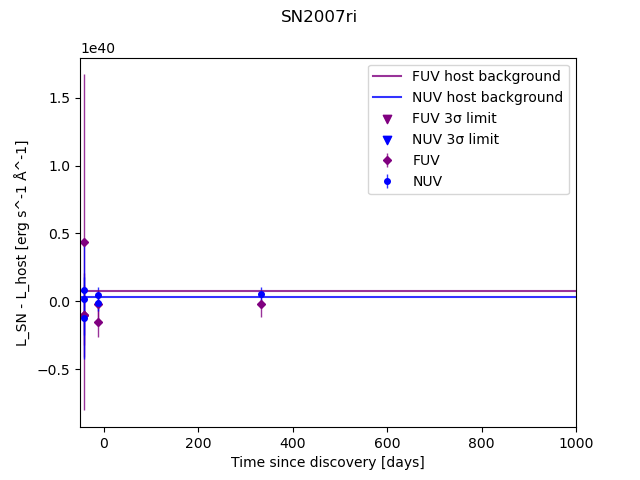 SN2007ri
1e40
FUV host background
NUV host background
FUV 3σ limit
NUV 3σ limit
FUV
NUV
1.5
1.0
0.5
0.0
−0.5
L_SN - L_host [erg s^-1 Å^-1]
0 200 400 600 800 1000
Time since discovery [days]